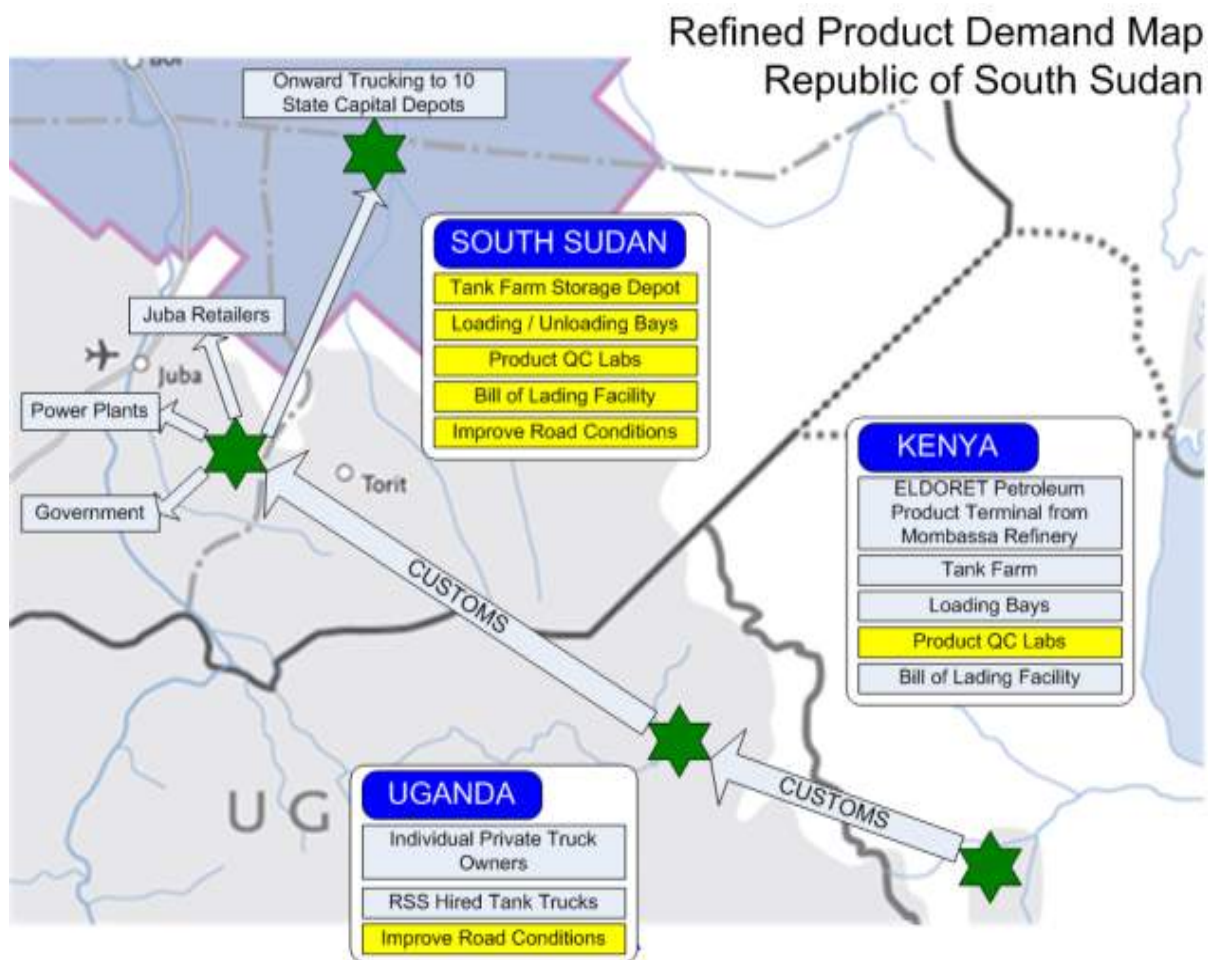 Refined Product Demand Map
Republic of South Sudan
Onward Trucking to 10
State Capital Depots
SOUTH SUDAN
Tank Farm Storage Depot
Loading / Unloading Bays
Product QC Labs
Bill of Lading Facility
Improve Road Conditions
Juba Retailers
Juba
Power Plants
Government
Torit
KENYA
ELDORET Petroleum
Product Terminal from
Mombassa Refinery
Tank Farm
Loading Bays
Product QC Labs
Bill of Lading Facility
CUSTOMS
CUSTOMS
U G
UGANDA
Individual Private Truck
Owners
RSS Hired Tank Trucks
Improve Road Conditions